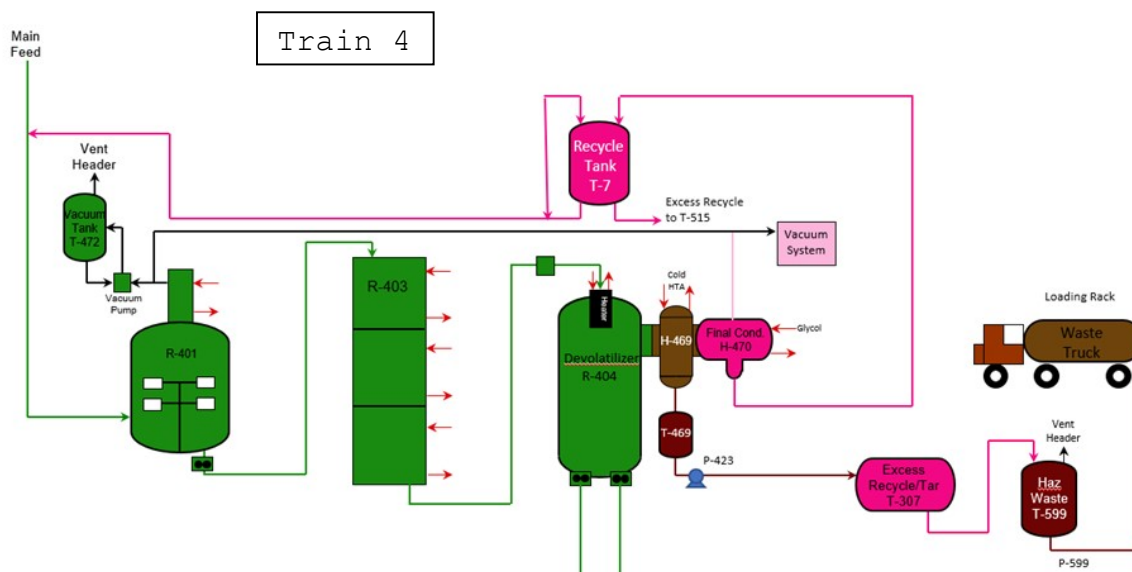 Train 4
Main
Feed
Vent
Header
Vacuum
Tank
T-472
Vacuum
Pump
R-401
R-403
Recycle
Tank
T-7
Excess Recycle
to T-515
Vacuum
System
Heater
Cold
HTA
Devolatilizer
R-404
H-469
Final Cond.
H-470
Glycol
T-469
P-423
Excess
Recycle/Tar
T-307
Loading Rack
Waste
Truck
Vent
Header
Haz
Waste
T-599
P-599